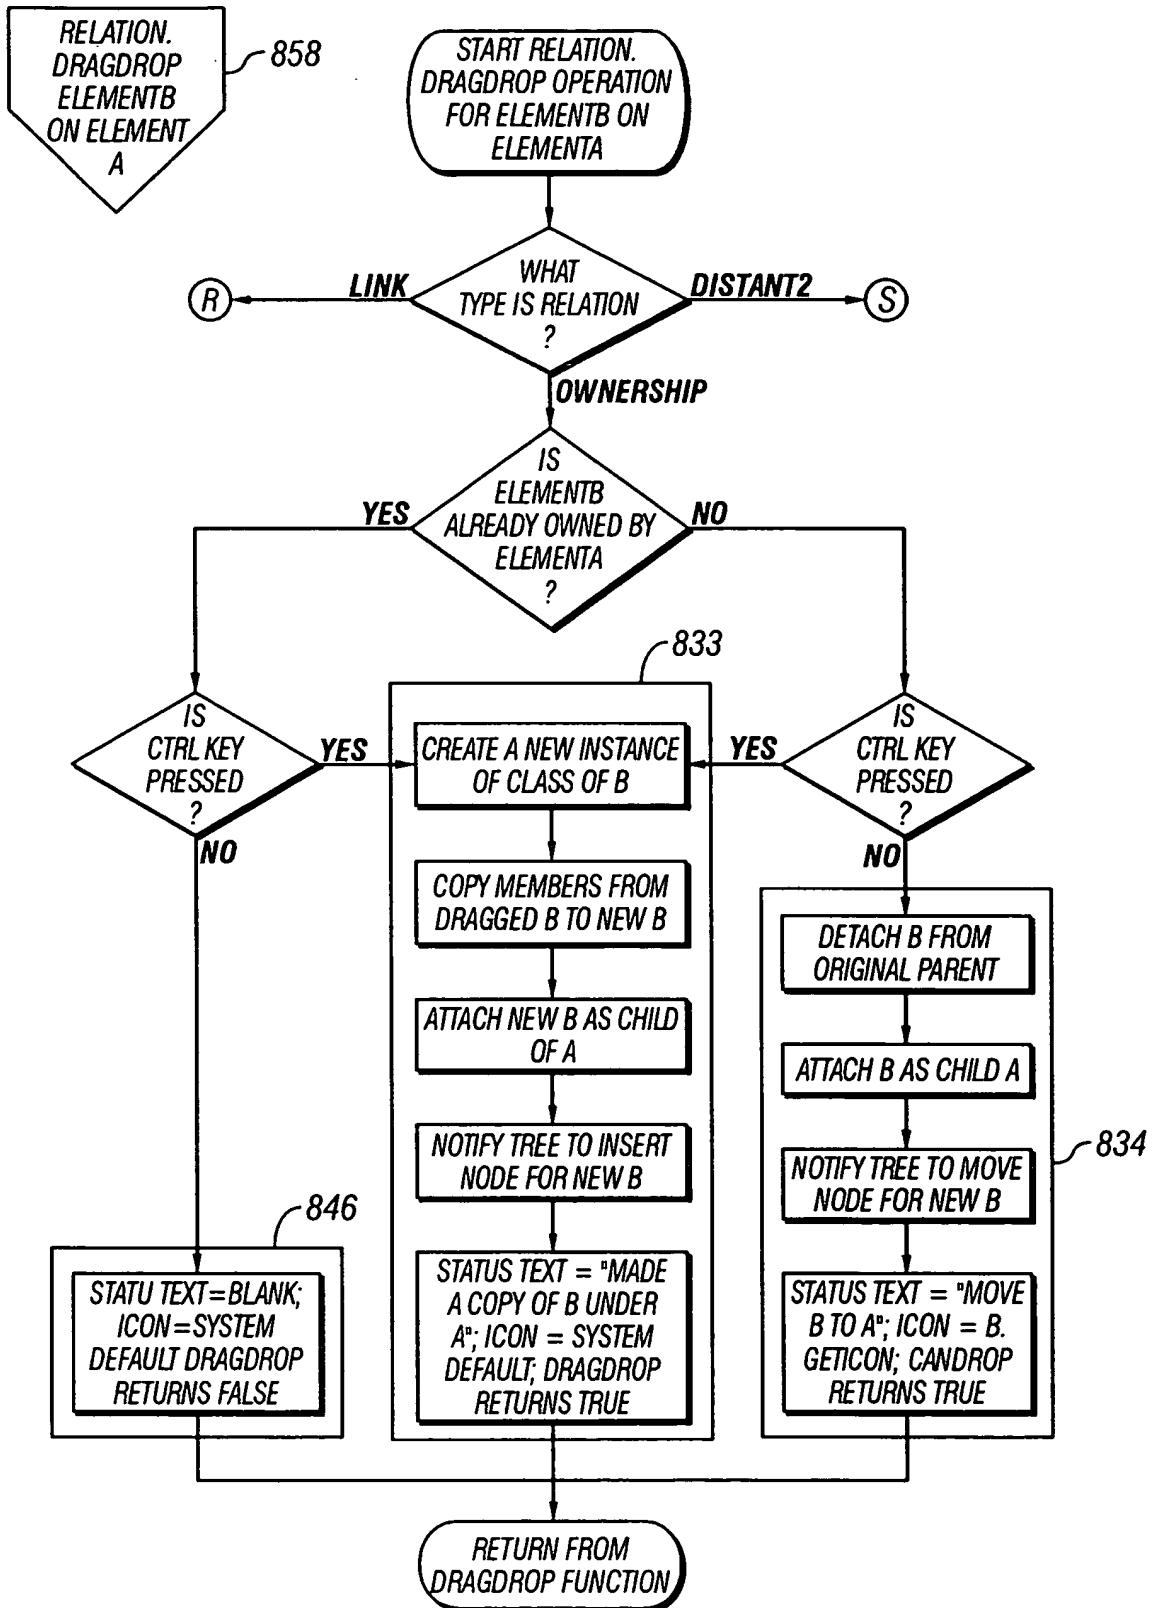 RELATION.
DRAGDROP
ELEMENTB
ON ELEMENT
A
858
START RELATION.
DRAGDROP OPERATION
FOR ELEMENTB ON
ELEMENTA
WHAT
TYPE IS RELATION
?
LINK
R
DISTANT2
S
OWNERSHIP
IS
ELEMENTB
ALREADY OWNED BY
ELEMENTA
?
YES
NO
833
IS
CTRL KEY
PRESSED
?
YES
NO
CREATE A NEW INSTANCE
OF CLASS OF B
COPY MEMBERS FROM
DRAGGED B TO NEW B
ATTACH NEW B AS CHILD
OF A
NOTIFY TREE TO INSERT
NODE FOR NEW B
STATUS TEXT = "MADE
A COPY OF B UNDER
A"; ICON = SYSTEM
DEFAULT; DRAGDROP
RETURNS TRUE
YES
IS
CTRL KEY
PRESSED
?
NO
DETACH B FROM
ORIGINAL PARENT
ATTACH B AS CHILD A
NOTIFY TREE TO MOVE
NODE FOR NEW B
STATUS TEXT = "MOVE
B TO A"; ICON = B.
GETICON; CANDROP
RETURNS TRUE
834
846
STATU TEXT=BLANK;
ICON=SYSTEM
DEFAULT DRAGDROP
RETURNS FALSE
RETURN FROM
DRAGDROP FUNCTION